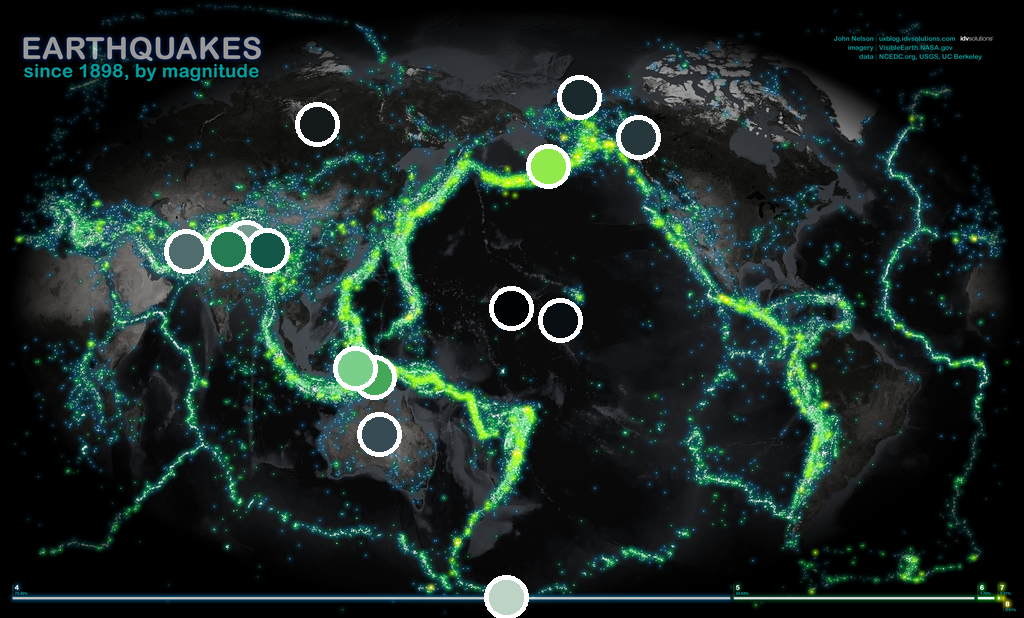 EARTHQUAKES
since 1898, by magnitude
John Nelson | uxblog.idvsolutions.com idvsolutions
imagery | VisibleEarth.NASA.gov
data | NCEDC.org, USGS, UC Berkeley
4 5 6 7
8